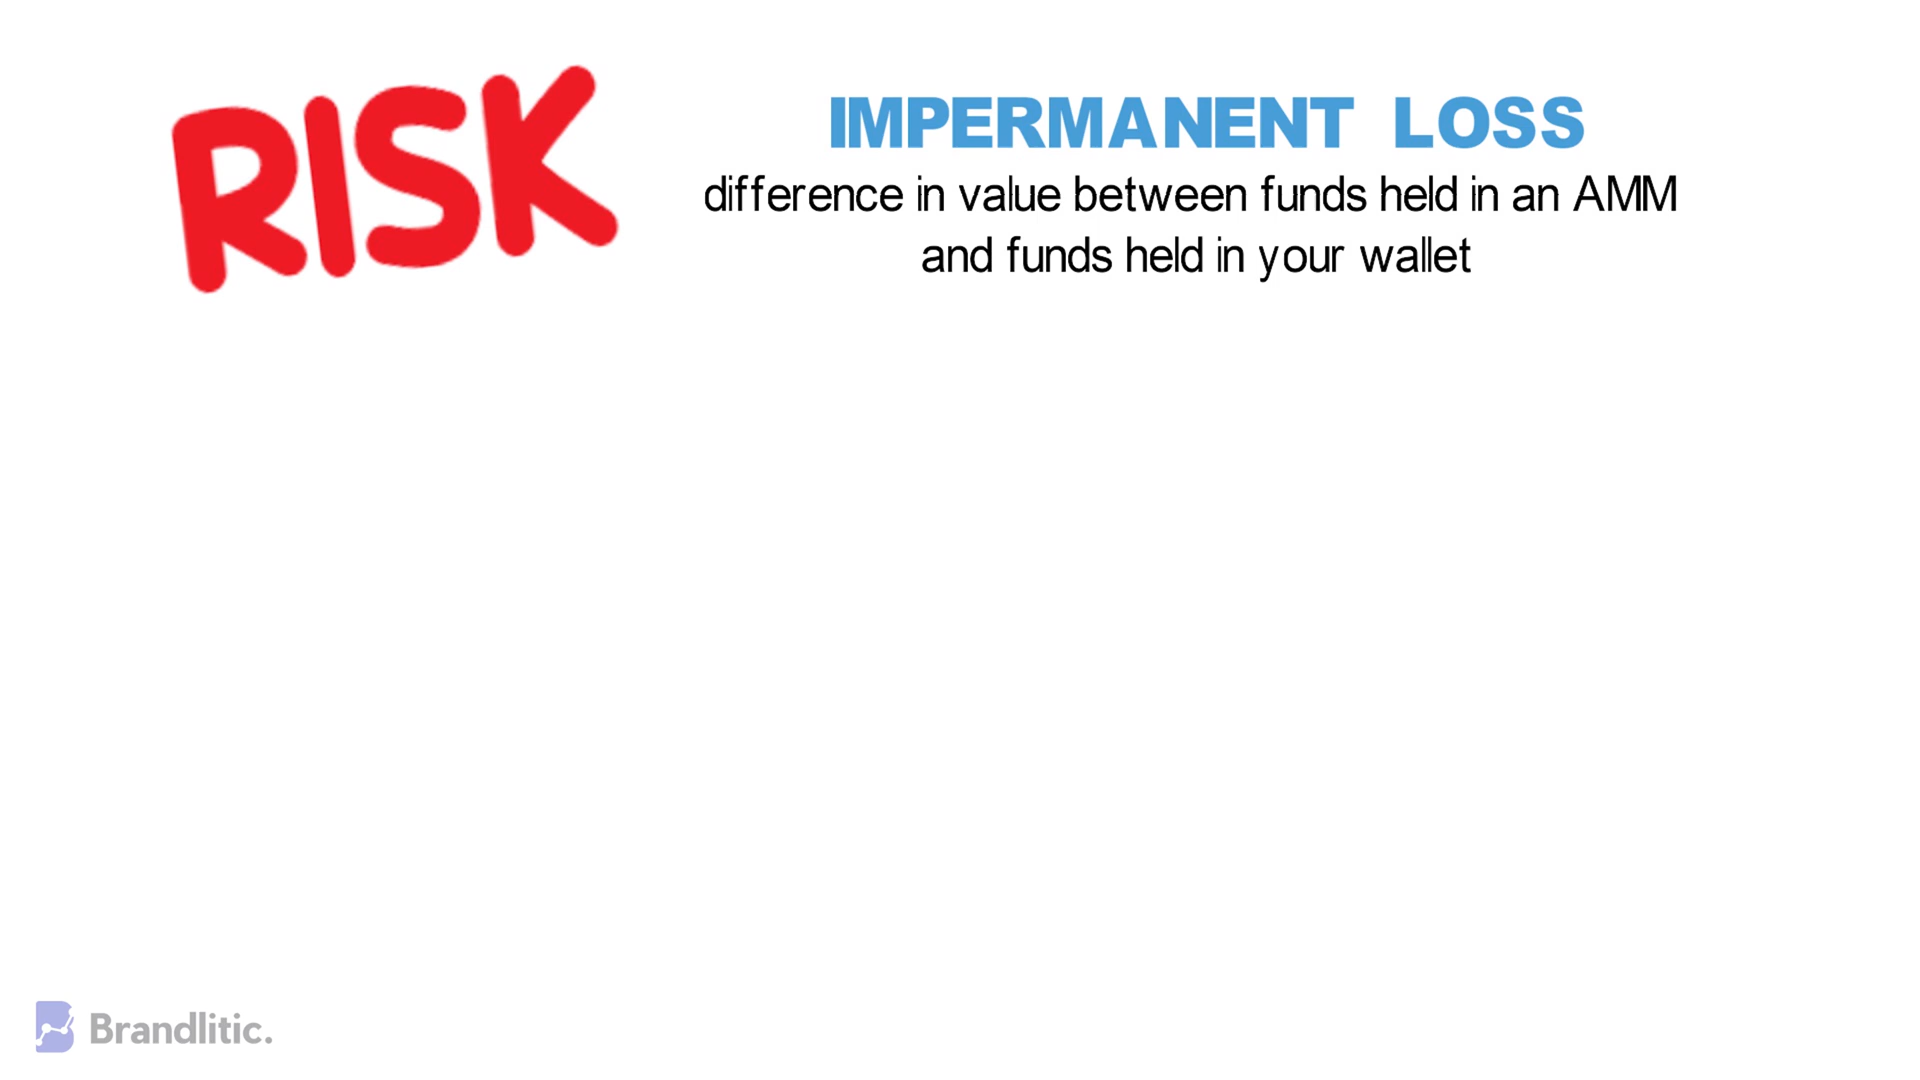 RISK
IMPERMANENT LOSS
difference in value between funds held in an AMM
and funds held in your wallet
Brandlitic.